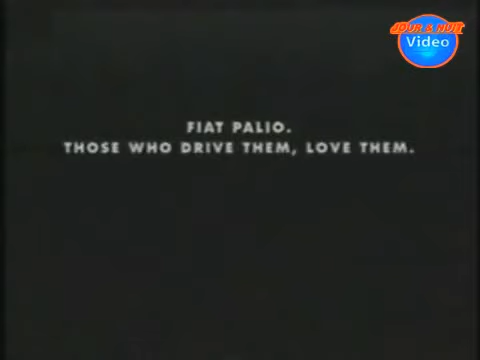 JOUR & NUIT
Video
FIAT PALIO.
THOSE WHO DRIVE THEM, LOVE THEM.